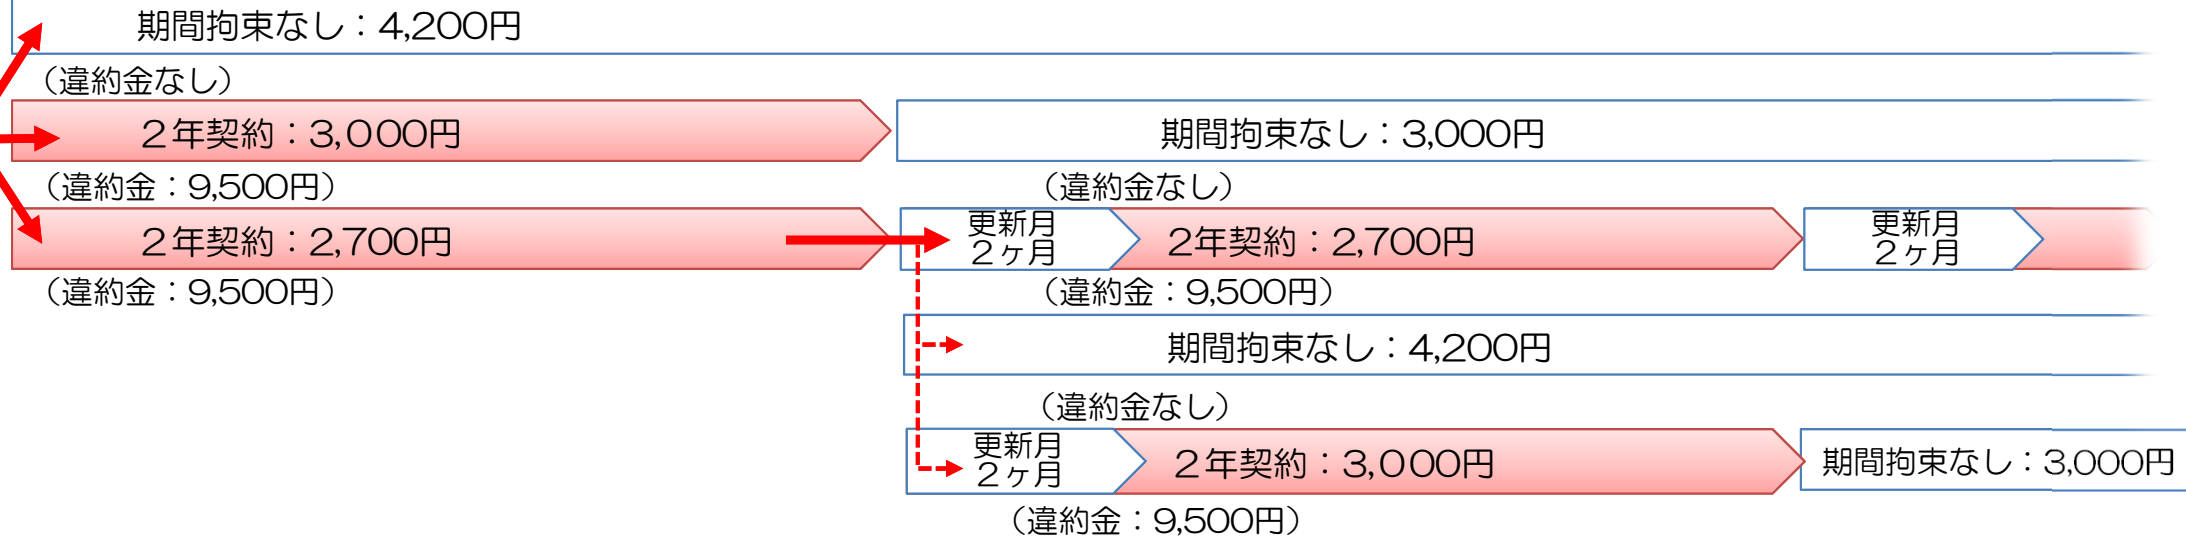 期間拘束なし：4,200円
（違約金なし）
２年契約：3,000円
期間拘束なし：3,000円
（違約金：9,500円）
（違約金なし）
２年契約：2,700円
更新月
２ヶ月
2年契約：2,700円
更新月
２ヶ月
（違約金：9,500円）
（違約金：9,500円）
期間拘束なし：4,200円
（違約金なし）
更新月
２ヶ月
２年契約：3,000円
期間拘束なし：3,000円
（違約金：9,500円）